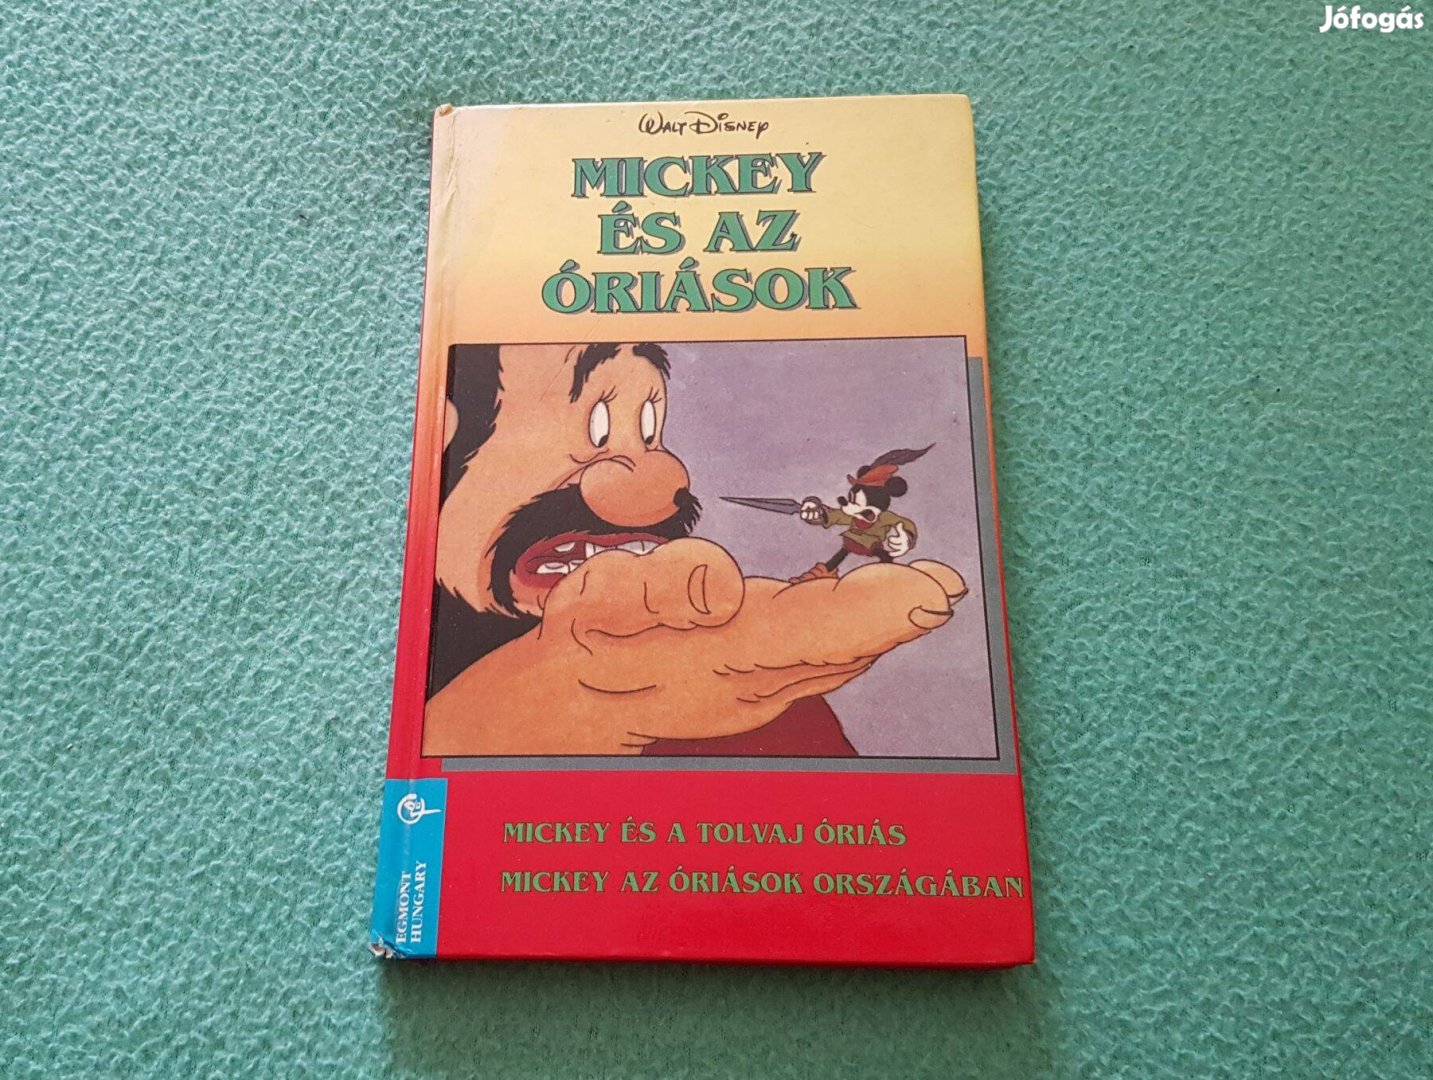 Jófogás
WALT DISNEY
MICKEY
ÉS AZ
ÓRIÁSOK
MICKEY ÉS A TOLVAJ ÓRIÁS
MICKEY AZ ÓRIÁSOK ORSZÁGÁBAN
EGMONT
HUNGARY